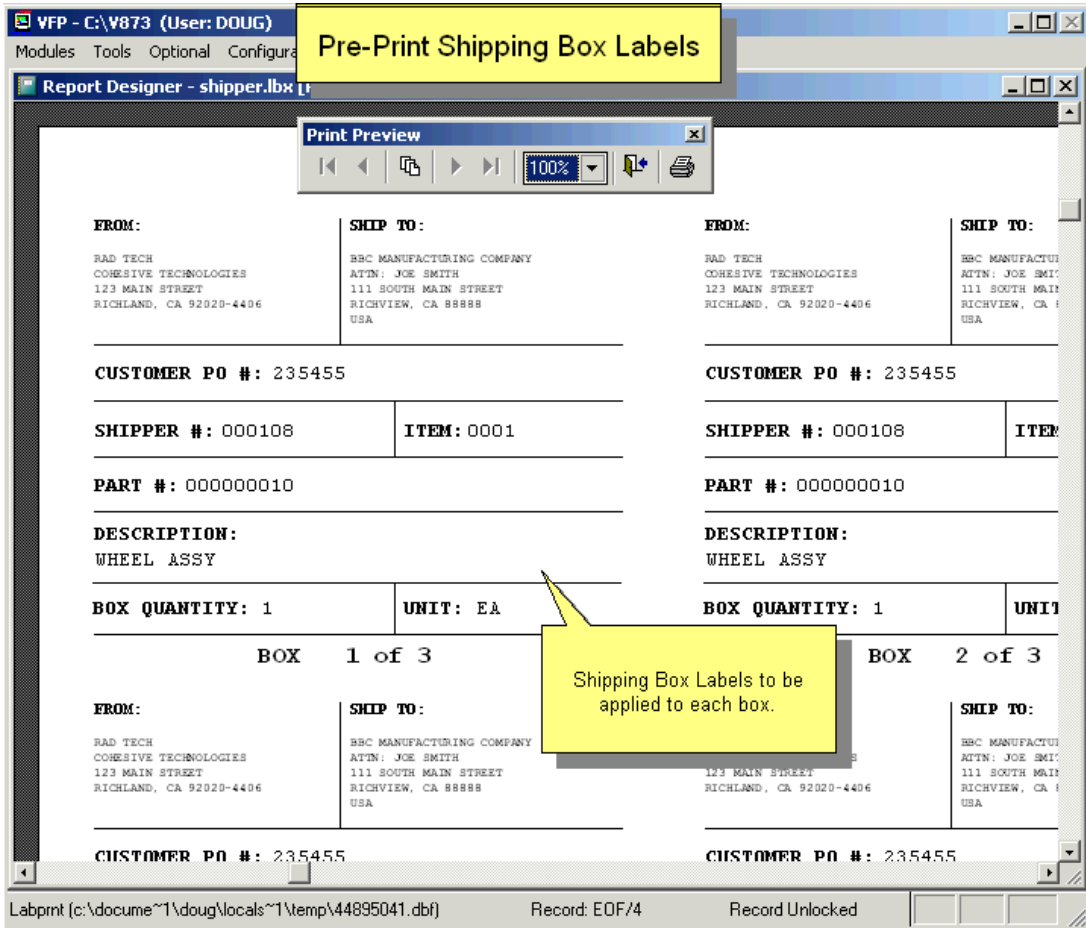 VFP - C:\V873 (User: DOUG)
Pre-Print Shipping Box Labels
Modules Tools Optional
Report Designer - shipper.lbx
Print Preview
100%
FROM:
RAD TECH
COHESIVE TECHNOLOGIES
123 MAIN STREET
RICHLAND, CA 92020-4406
SHIP TO:
BBC MANUFACTURING COMPANY
ATTN: JOE SMITH
111 SOUTH MAIN STREET
RICHVIEW, CA 88888
USA
CUSTOMER PO #: 235455
SHIPPER #: 000108
ITEM: 0001
PART #: 000000010
DESCRIPTION:
WHEEL ASSY
BOX QUANTITY: 1
UNIT: EA
BOX 1 of 3
FROM:
RAD TECH
COHESIVE TECHNOLOGIES
123 MAIN STREET
RICHLAND, CA 92020-4406
SHIP TO:
ATTN: JOE
USA
CUSTOMER PO #: 235455
SHIPPER #: 000108
PART #: 000000010
DESCRIPTION:
WHEEL ASSY
BOX QUANTITY: 1
BOX 2 of 3
Shipping Box Labels to be
applied to each box.
FROM:
RAD TECH
COHESIVE TECHNOLOGIES
123 MAIN STREET
RICHLAND, CA 92020-4406
SHIP TO:
BBC MANUFACTURING COMPANY
ATTN: JOE SMITH
111 SOUTH MAIN STREET
RICHVIEW, CA 88888
USA
CUSTOMER PO #: 235455
123 MAIN STREET
RICHLAND, CA 92020-4406
SHIP TO:
ATTN: JOE
USA
CUSTOMER PO #: 235455
Labprnt (c:\docume~1\doug\locals~1\temp\44895041.dbf)
Record: EOF/4
Record Unlocked